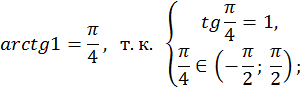 arctg1 = π/4, т. к. { tg π/4 = 1,
π/4 ∈ (−π/2; π/2);